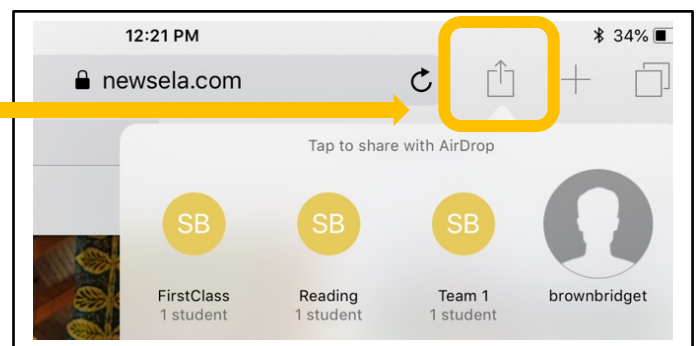 12:21 PM 34%
newsela.com
Tap to share with AirDrop
SB SB SB
FirstClass Reading Team 1 brownbridget
1 student 1 student 1 student